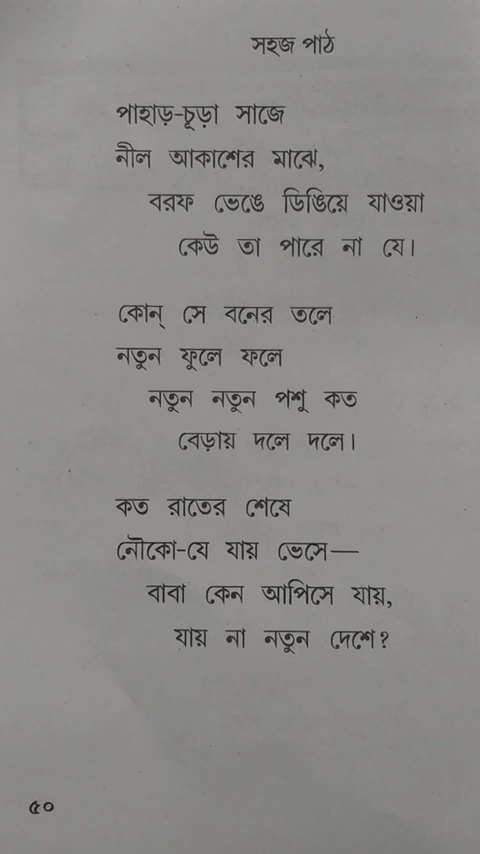 সহজ পাঠ
পাহাড়-চূড়া সাজে
নীল আকাশের মাঝে,
বরফ ভেঙে ডিঙিয়ে যাওয়া
কেউ তা পারে না যে।
কোন্ সে বনের তলে
নতুন ফুলে ফলে
নতুন নতুন পশু কত
বেড়ায় দলে দলে।
কত রাতের শেষে
নৌকো-যে যায় ভেসে—
বাবা কেন আপিসে যায়,
যায় না নতুন দেশে?
৫০